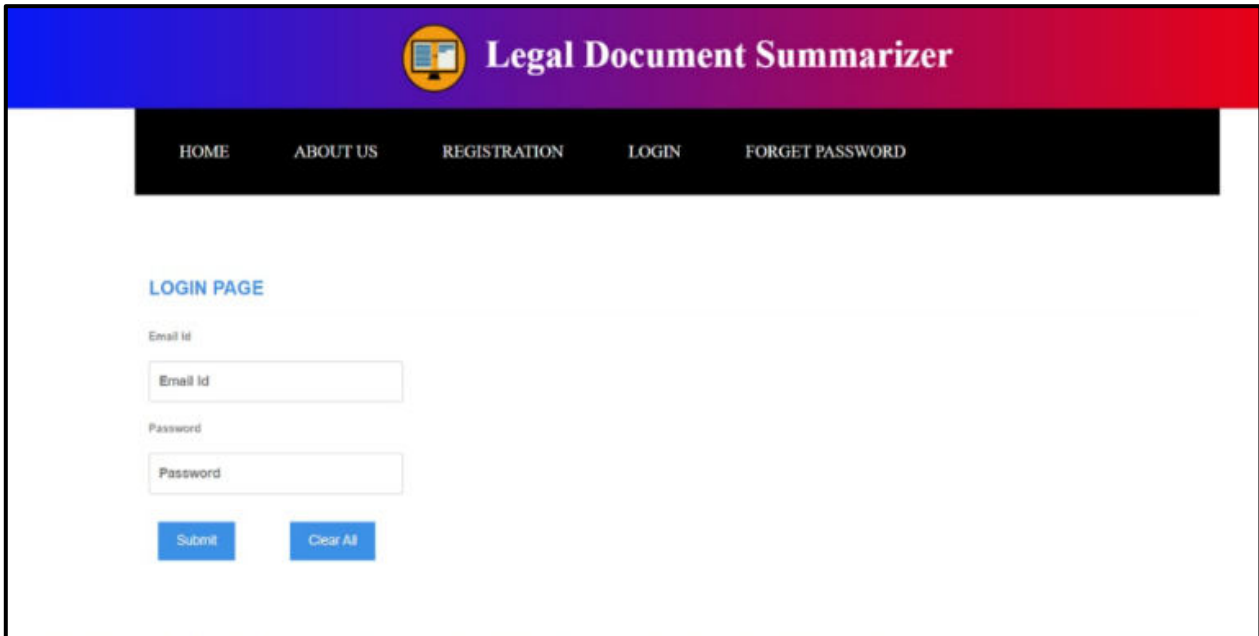 Legal Document Summarizer
HOME ABOUT US REGISTRATION LOGIN FORGET PASSWORD
LOGIN PAGE
Email Id
Email Id
Password
Password
Submit Clear All